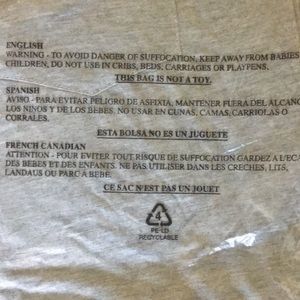 ENGLISH
WARNING - TO AVOID DANGER OF SUFFOCATION, KEEP AWAY FROM BABIES
CHILDREN, DO NOT USE IN CRIBS, BEDS, CARRIAGES OR PLAYPENS.
THIS BAG IS NOT A TOY.
SPANISH
AVISO - PARA EVITAR PELIGRO DE ASFIXIA, MANTENER FUERA DEL ALCANC
LOS NIÑOS Y DE LOS BEBES. NO USAR EN CUNAS, CAMAS, CARRIOLAS O
CORRALES.
ESTA BOLSA NO ES UN JUGUETE
FRENCH CANADIAN
ATTENTION - POUR EVITER TOUT RISQUE DE SUFFOCATION GARDEZ A L'ECA
DES BEBES ET DES ENFANTS. NE PAS UTILISER DANS LES CRECHES, LITS,
LANDAUS OU PARC A BEBE.
CE SAC N'EST PAS UN JOUET
4
PE-LD
RECYCLABLE